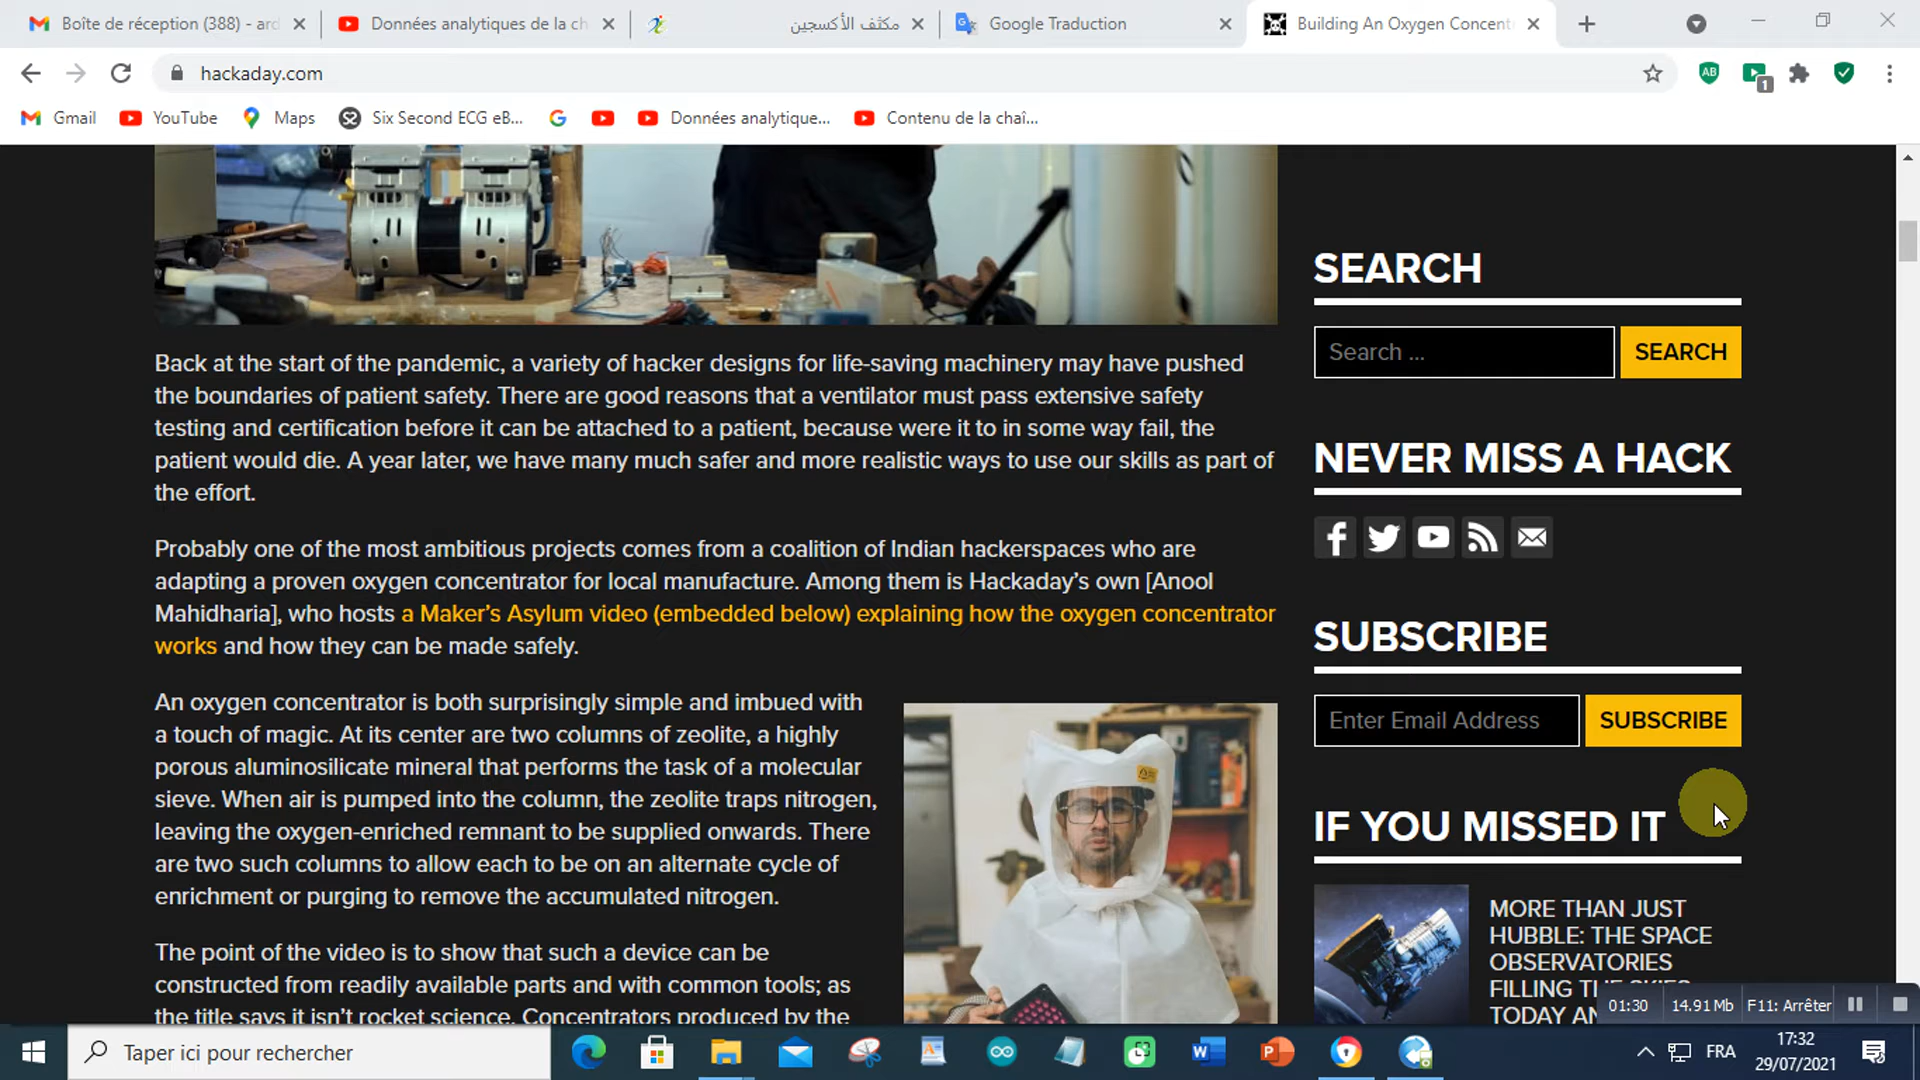 Boîte de réception (388) - ard
Données analytiques de la ch
مكثف الأكسجين
Google Traduction
Building An Oxygen Concent
hackaday.com
AB
1
Gmail
YouTube
Maps
Six Second ECG eB...
Données analytique...
Contenu de la chaî...
Back at the start of the pandemic, a variety of hacker designs for life-saving machinery may have pushed
the boundaries of patient safety. There are good reasons that a ventilator must pass extensive safety
testing and certification before it can be attached to a patient, because were it to in some way fail, the
patient would die. A year later, we have many much safer and more realistic ways to use our skills as part of
the effort.
Probably one of the most ambitious projects comes from a coalition of Indian hackerspaces who are
adapting a proven oxygen concentrator for local manufacture. Among them is Hackaday's own [Anool
Mahidharia], who hosts a Maker's Asylum video (embedded below) explaining how the oxygen concentrator
works and how they can be made safely.
An oxygen concentrator is both surprisingly simple and imbued with
a touch of magic. At its center are two columns of zeolite, a highly
porous aluminosilicate mineral that performs the task of a molecular
sieve. When air is pumped into the column, the zeolite traps nitrogen,
leaving the oxygen-enriched remnant to be supplied onwards. There
are two such columns to allow each to be on an alternate cycle of
enrichment or purging to remove the accumulated nitrogen.
The point of the video is to show that such a device can be
constructed from readily available parts and with common tools; as
the title says it isn't rocket science. Concentrators produced by the
SEARCH
Search ...
SEARCH
NEVER MISS A HACK
SUBSCRIBE
Enter Email Address
SUBSCRIBE
IF YOU MISSED IT
MORE THAN JUST
HUBBLE: THE SPACE
OBSERVATORIES
FILLING THE SKIES
TODAY AN
01:30
14.91 Mb
F11: Arrêter
Taper ici pour rechercher
FRA
17:32
29/07/2021